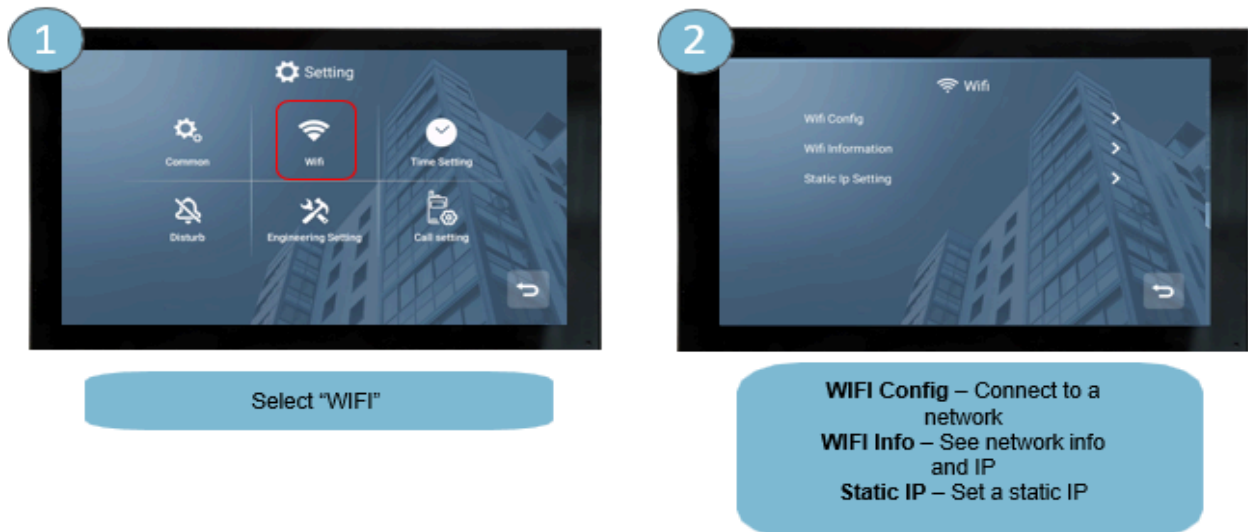 1
Setting
Common
Wifi
Time Setting
Disturb
Engineering Setting
Call setting
Select “WIFI”
2
Wifi
Wifi Config
Wifi Information
Static Ip Setting
WIFI Config – Connect to a
network
WIFI Info – See network info
and IP
Static IP – Set a static IP